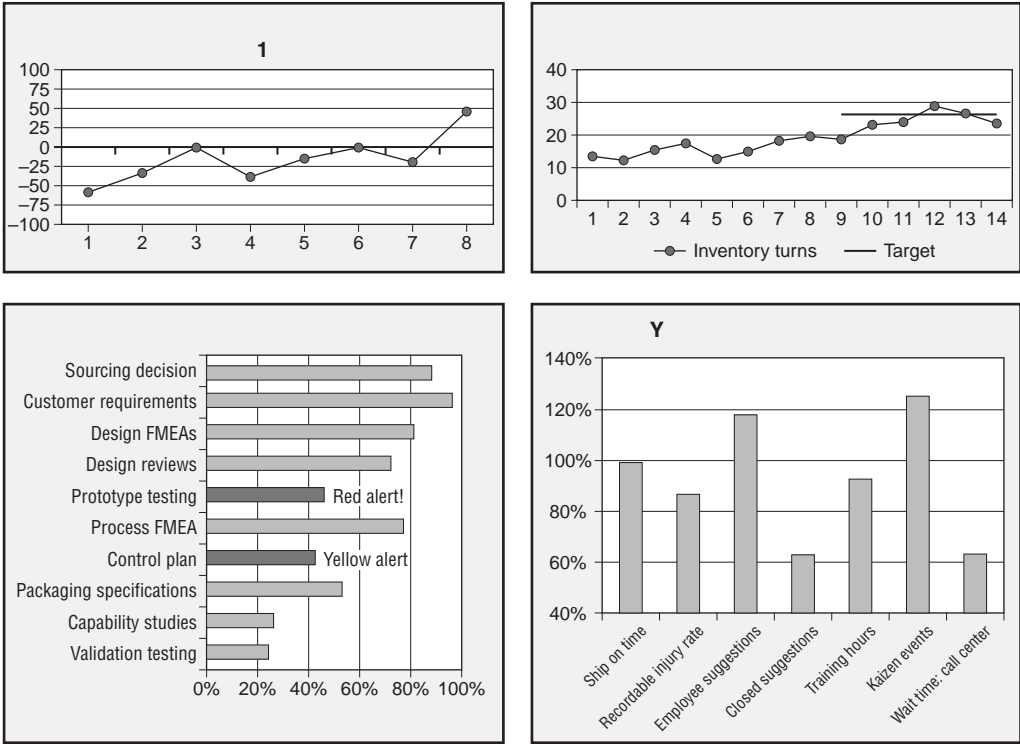 1
100
75
50
25
0
–25
–50
–75
–100
1 2 3 4 5 6 7 8
40
30
20
10
0
1 2 3 4 5 6 7 8 9 10 11 12 13 14
Inventory turns Target
Sourcing decision
Customer requirements
Design FMEAs
Design reviews
Prototype testing Red alert!
Process FMEA
Control plan Yellow alert
Packaging specifications
Capability studies
Validation testing
0% 20% 40% 60% 80% 100%
Y
140%
120%
100%
80%
60%
40%
Ship on time
Recordable injury rate
Employee suggestions
Closed suggestions
Training hours
Kaizen events
Wait time: call center